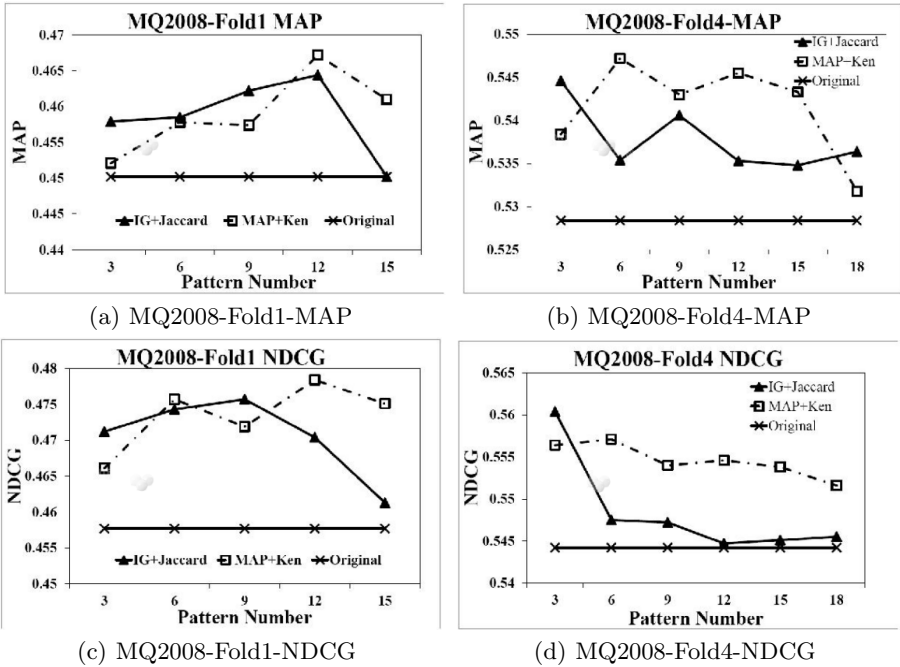 MQ2008-Fold1 MAP
0.47
0.465
0.46
0.455
0.45
0.445
0.44
MAP
IG+Jaccard MAP+Ken Original
3 6 9 12 15
Pattern Number
(a) MQ2008-Fold1-MAP
MQ2008-Fold4-MAP
0.55
0.545
0.54
0.535
0.53
0.525
MAP
IG+Jaccard
MAP+Ken
Original
3 6 9 12 15 18
Pattern Number
(b) MQ2008-Fold4-MAP
MQ2008-Fold1 NDCG
0.48
0.475
0.47
0.465
0.46
0.455
0.45
NDCG
IG+Jaccard MAP+Ken Original
3 6 9 12 15
Pattern Number
(c) MQ2008-Fold1-NDCG
MQ2008-Fold4 NDCG
0.565
0.56
0.555
0.55
0.545
0.54
NDCG
IG+Jaccard
MAP+Ken
Original
3 6 9 12 15 18
Pattern Number
(d) MQ2008-Fold4-NDCG